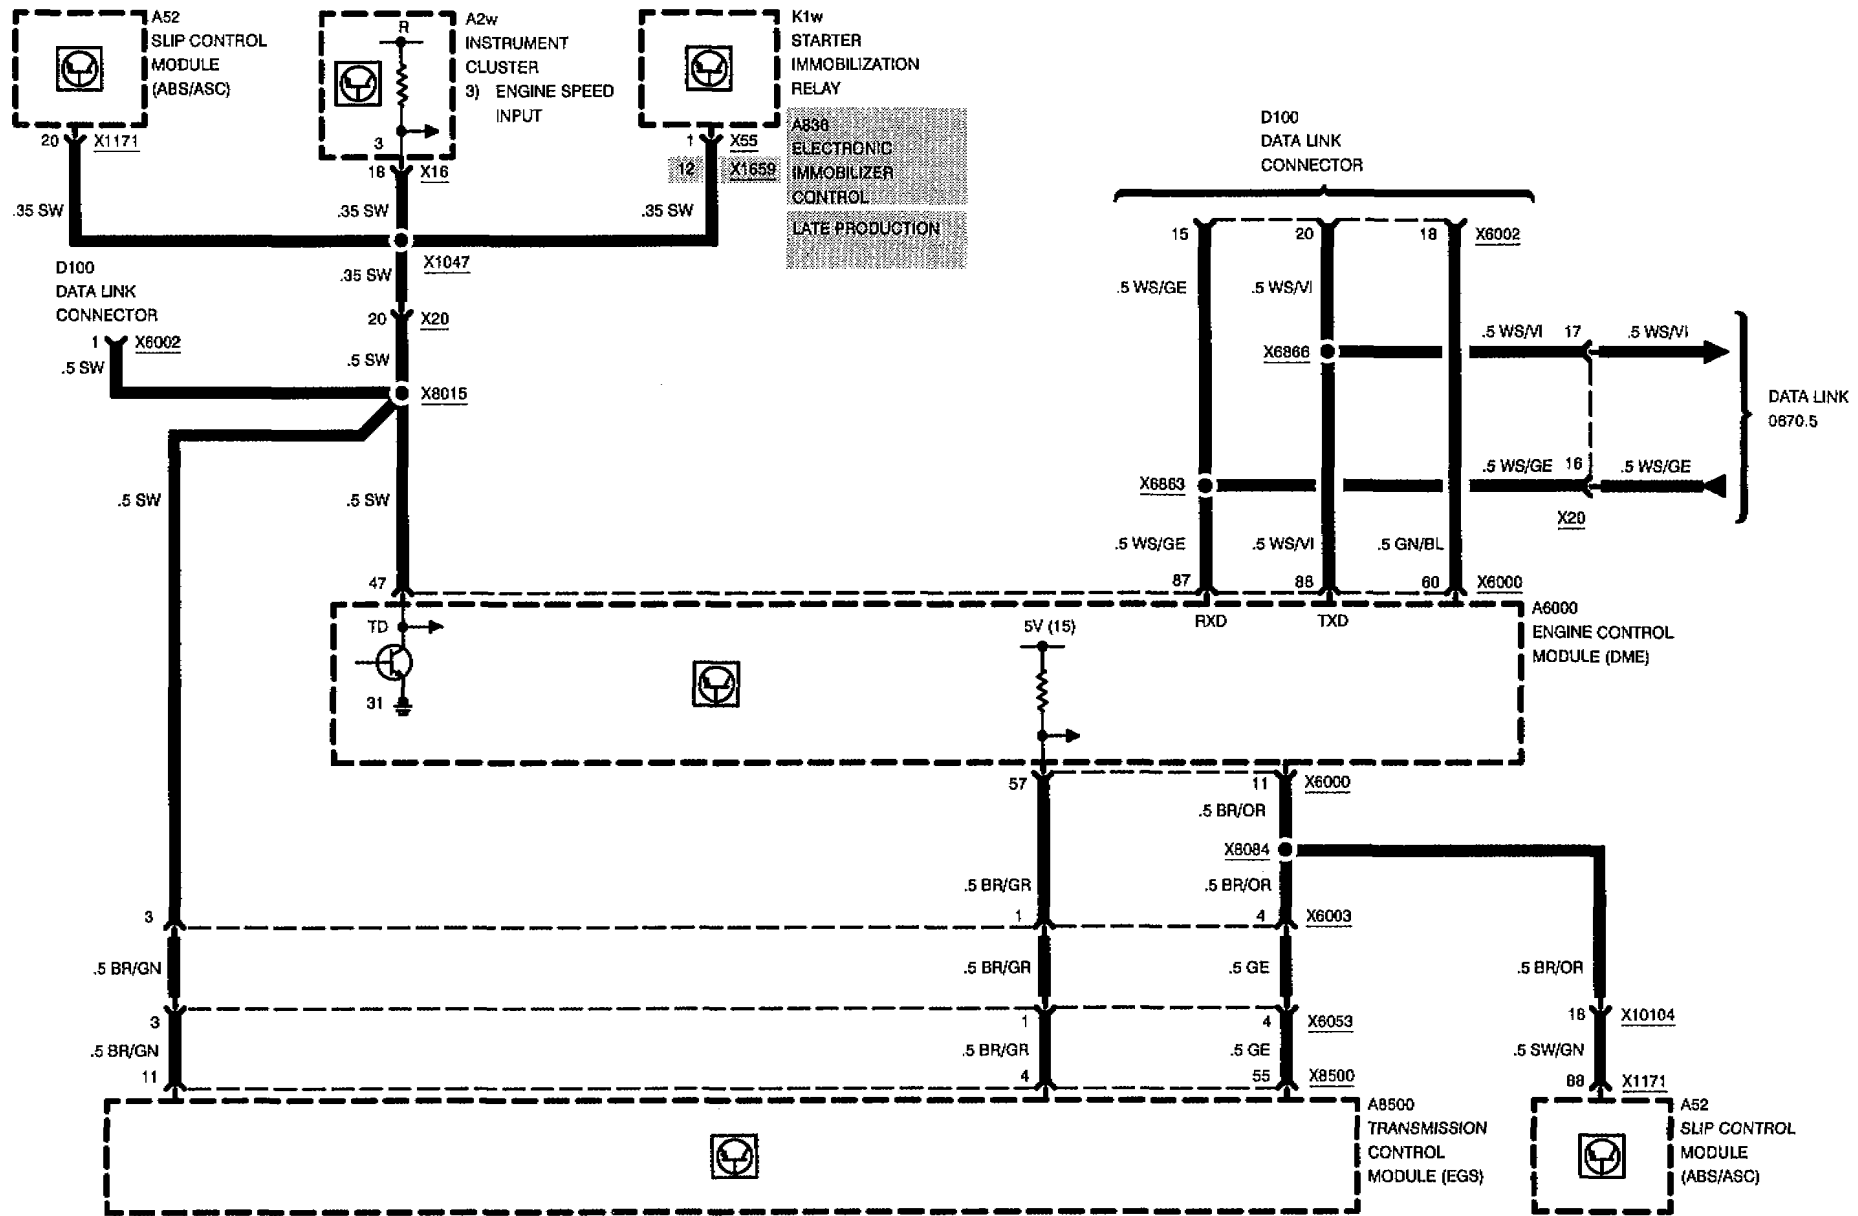 A52
SLIP CONTROL
MODULE
(ABS/ASC)
20
X1171
.35 SW
R
A2w
INSTRUMENT
CLUSTER
3) ENGINE SPEED
INPUT
3
18
X16
.35 SW
K1w
STARTER
IMMOBILIZATION
RELAY
A836
ELECTRONIC
IMMOBILIZER
CONTROL
LATE PRODUCTION
1
X55
12
X1659
.35 SW
X1047
.35 SW
D100
DATA LINK
CONNECTOR
1
X6002
.5 SW
20
X20
.5 SW
X8015
.5 SW
.5 SW
47
D100
DATA LINK
CONNECTOR
15
20
18
X6002
.5 WS/GE
.5 WS/VI
X6866
.5 WS/VI
17
.5 WS/VI
DATA LINK
0670.5
X6863
.5 WS/GE
16
.5 WS/GE
X20
.5 WS/GE
.5 WS/VI
.5 GN/BL
87
88
60
X6000
TD
31
5V (15)
RXD
TXD
A6000
ENGINE CONTROL
MODULE (DME)
57
11
X6000
.5 BR/OR
X8084
.5 BR/GR
.5 BR/OR
3
1
4
X6003
.5 BR/GN
.5 BR/GR
.5 GE
.5 BR/OR
3
1
4
X6053
18
X10104
.5 BR/GN
.5 BR/GR
.5 GE
.5 SW/GN
11
4
55
X8500
88
X1171
A8500
TRANSMISSION
CONTROL
MODULE (EGS)
A52
SLIP CONTROL
MODULE
(ABS/ASC)